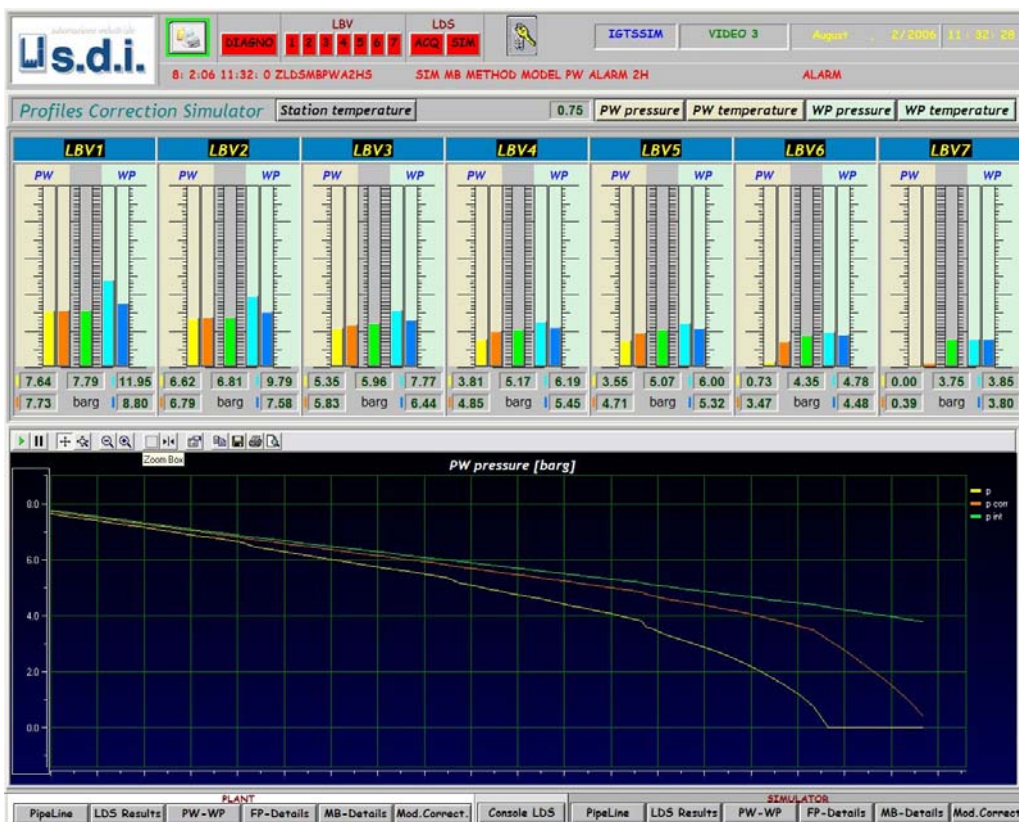 automazione industriale
s.d.i.
LBV LDS
DIAGNO 1 2 3 4 5 6 7 ACQ SIM
IGTSSIM VIDEO 3 August . 2/2006 11:32:28
8: 2:06 11:32: 0 ZLDSMBPWA2HS SIM MB METHOD MODEL PW ALARM 2H ALARM
Profiles Correction Simulator Station temperature 0.75 PW pressure PW temperature WP pressure WP temperature
LBV1 LBV2 LBV3 LBV4 LBV5 LBV6 LBV7
PW WP PW WP PW WP PW WP PW WP PW WP PW WP
7.64 7.79 11.95 6.62 6.81 9.79 5.35 5.96 7.77 3.81 5.17 6.19 3.55 5.07 6.00 0.73 4.35 4.78 0.00 3.75 3.85
7.73 barg 8.80 6.79 barg 7.58 5.83 barg 6.44 4.85 barg 5.45 4.71 barg 5.32 3.47 barg 4.48 0.39 barg 3.80
Zoom Box
PW pressure [barg]
p
p corr
p int
8.0
6.0
4.0
2.0
0.0
PLANT SIMULATOR
PipeLine LDS Results PW-WP FP-Details MB-Details Mod.Correct. Console LDS PipeLine LDS Results PW-WP FP-Details MB-Details Mod.Correct